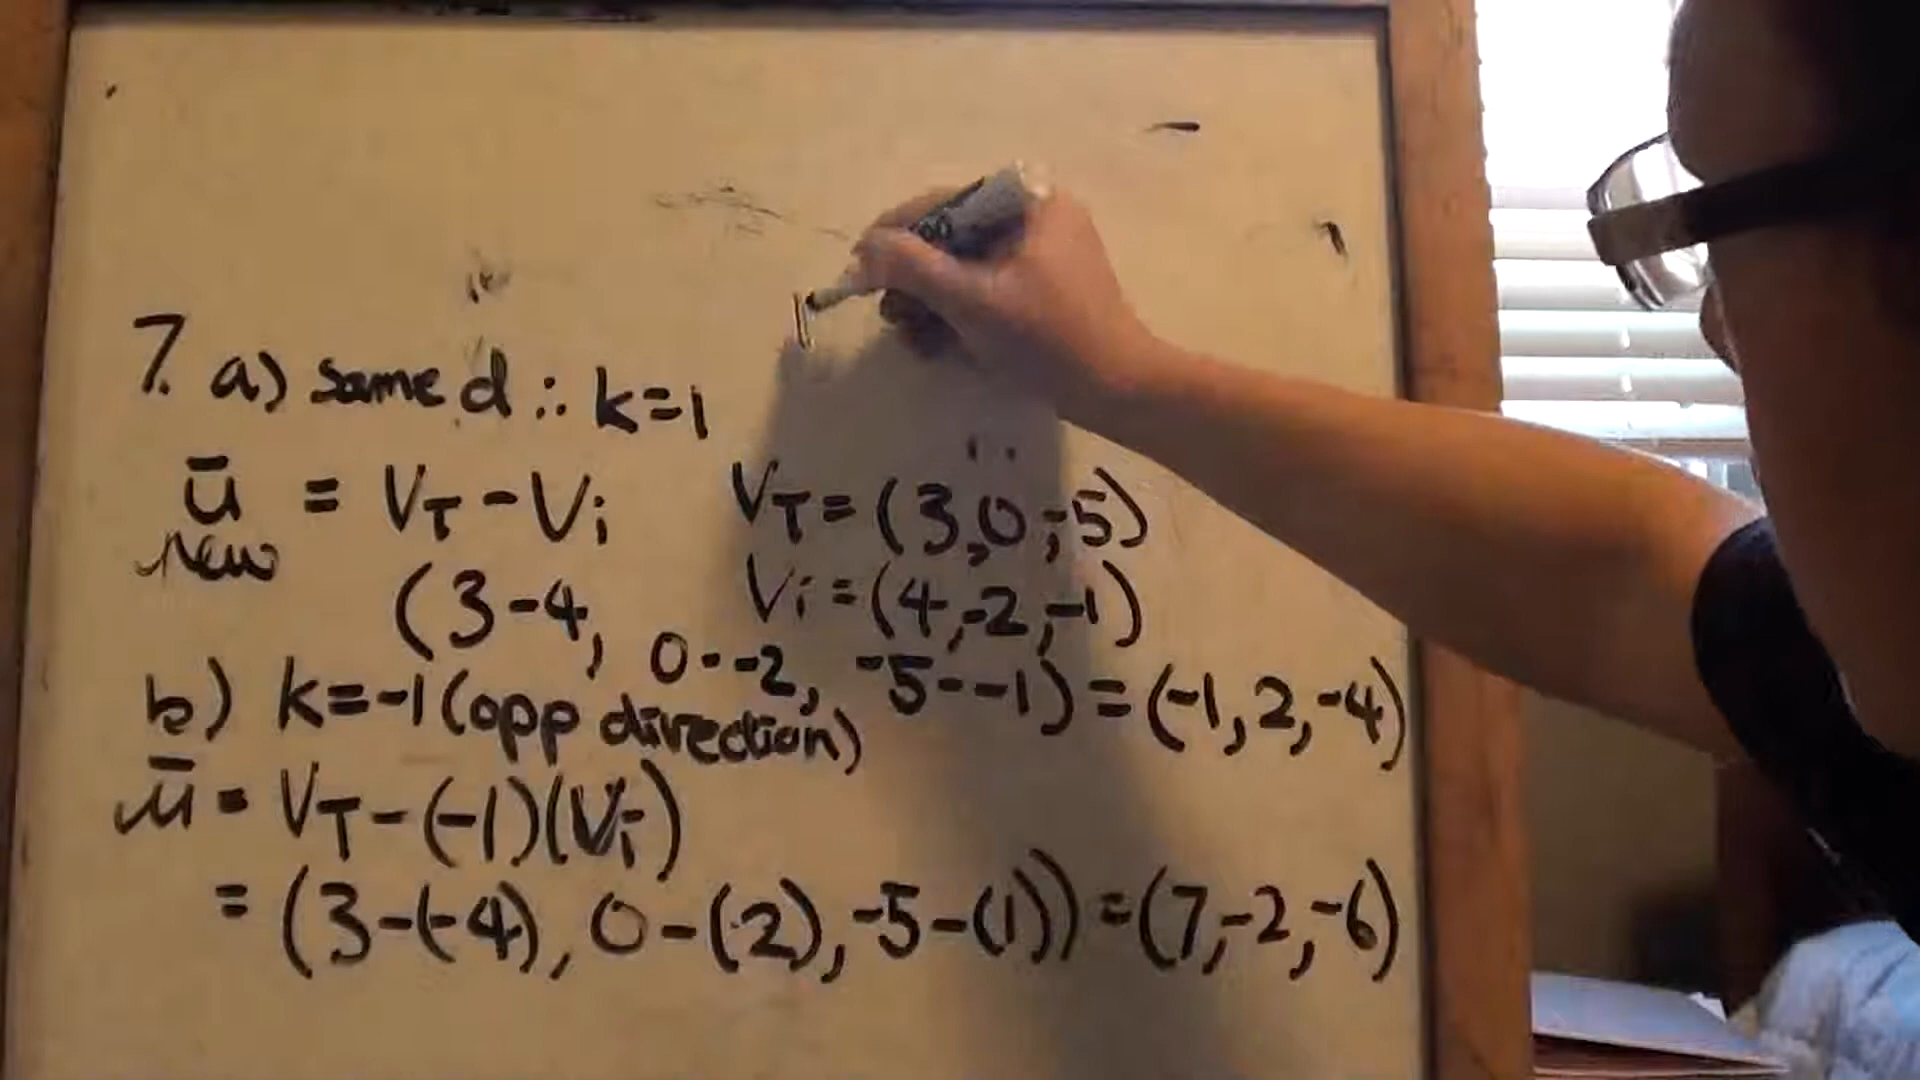 7. a) same d ∴ k=1
ū = V_T - V_i
new
V_T = (3,0,-5)
V_i = (4,-2,-1)
(3-4, 0--2, -5--1) = (-1,2,-4)
b) k=-1 (opp direction)
ū = V_T - (-1)(V_i)
= (3-(-4), 0-(2), -5-(1)) = (7,-2,-6)